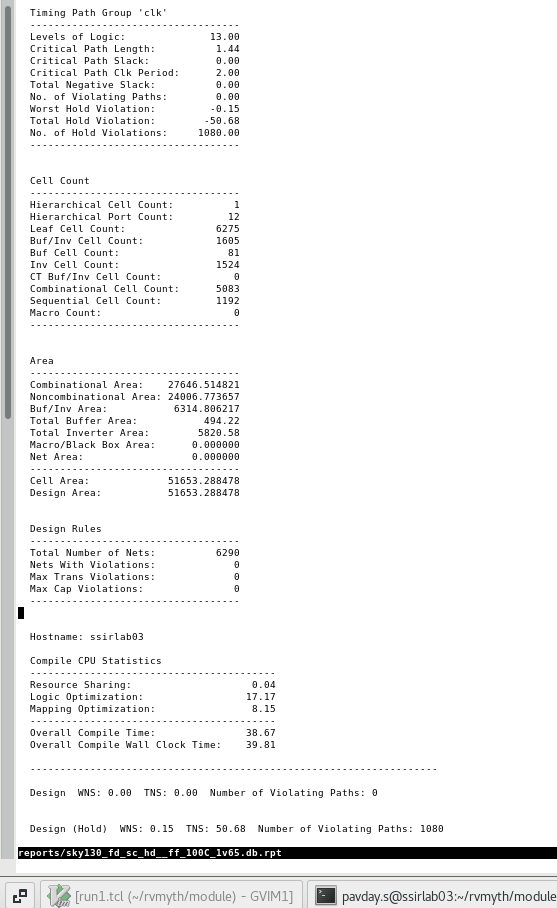 Timing Path Group 'clk'
-----------------------------------
Levels of Logic:             13.00
Critical Path Length:         1.44
Critical Path Slack:          0.00
Critical Path Clk Period:     2.00
Total Negative Slack:         0.00
No. of Violating Paths:       0.00
Worst Hold Violation:        -0.15
Total Hold Violation:       -50.68
No. of Hold Violations:    1080.00
-----------------------------------
Cell Count
-----------------------------------
Hierarchical Cell Count:         1
Hierarchical Port Count:        12
Leaf Cell Count:              6275
Buf/Inv Cell Count:           1605
Buf Cell Count:                 81
Inv Cell Count:               1524
CT Buf/Inv Cell Count:           0
Combinational Cell Count:     5083
Sequential Cell Count:        1192
Macro Count:                     0
-----------------------------------
Area
-----------------------------------
Combinational Area:    27646.514821
Noncombinational Area: 24006.773657
Buf/Inv Area:           6314.806217
Total Buffer Area:           494.22
Total Inverter Area:        5820.58
Macro/Black Box Area:      0.000000
Net Area:                  0.000000
-----------------------------------
Cell Area:             51653.288478
Design Area:           51653.288478
Design Rules
-----------------------------------
Total Number of Nets:          6290
Nets With Violations:             0
Max Trans Violations:             0
Max Cap Violations:               0
-----------------------------------
Hostname: ssirlab03
Compile CPU Statistics
-----------------------------------------
Resource Sharing:                    0.04
Logic Optimization:                 17.17
Mapping Optimization:                8.15
-----------------------------------------
Overall Compile Time:               38.67
Overall Compile Wall Clock Time:    39.81
--------------------------------------------------------------------
Design  WNS: 0.00  TNS: 0.00  Number of Violating Paths: 0
Design (Hold)  WNS: 0.15  TNS: 50.68  Number of Violating Paths: 1080
reports/sky130_fd_sc_hd__ff_100C_1v65.db.rpt
[run1.tcl (~/rvmyth/module) - GVIM1]
pavday.s@ssirlab03:~/rvmyth/module